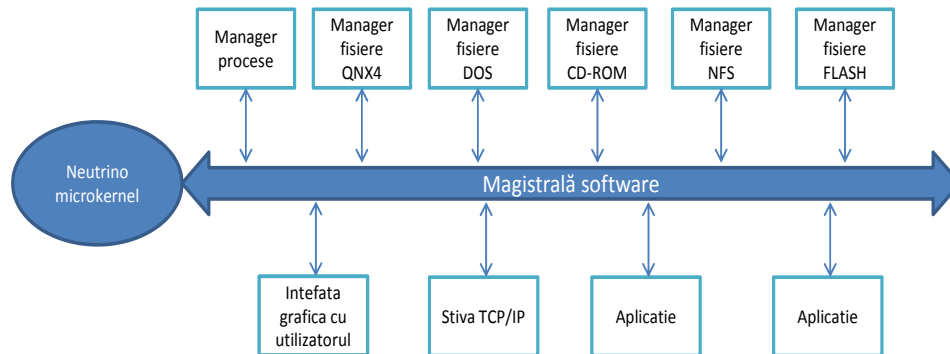 Manager
procese
Manager
fisiere
QNX4
Manager
fisiere
DOS
Manager
fisiere
CD-ROM
Manager
fisiere
NFS
Manager
fisiere
FLASH
Neutrino
microkernel
Magistrală software
Intefata
grafica cu
utilizatorul
Stiva TCP/IP
Aplicatie
Aplicatie